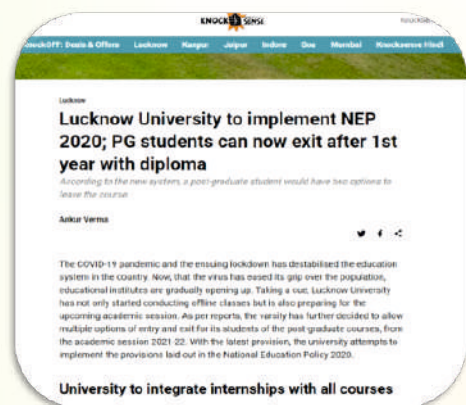 KNOCK SENSE
KnockOFF: Deals & Offers Lucknow Kanpur Jaipur Indore Goa Mumbai Knocksense Hindi
Lucknow
Lucknow University to implement NEP
2020; PG students can now exit after 1st
year with diploma
According to the new system, a post-graduate student would have two options to
leave the course
Ankur Verma
The COVID-19 pandemic and the ensuing lockdown has destabilised the education
system in the country. Now, that the virus has eased its grip over the population,
educational institutes are gradually opening up. Taking a cue, Lucknow University
has not only started conducting offline classes but is also preparing for the
upcoming academic session. As per reports, the varsity has further decided to allow
multiple options of entry and exit for its students of the post-graduate courses, from
the academic session 2021-22. With the latest provision, the university attempts to
implement the provisions laid out in the National Education Policy 2020.
University to integrate internships with all courses